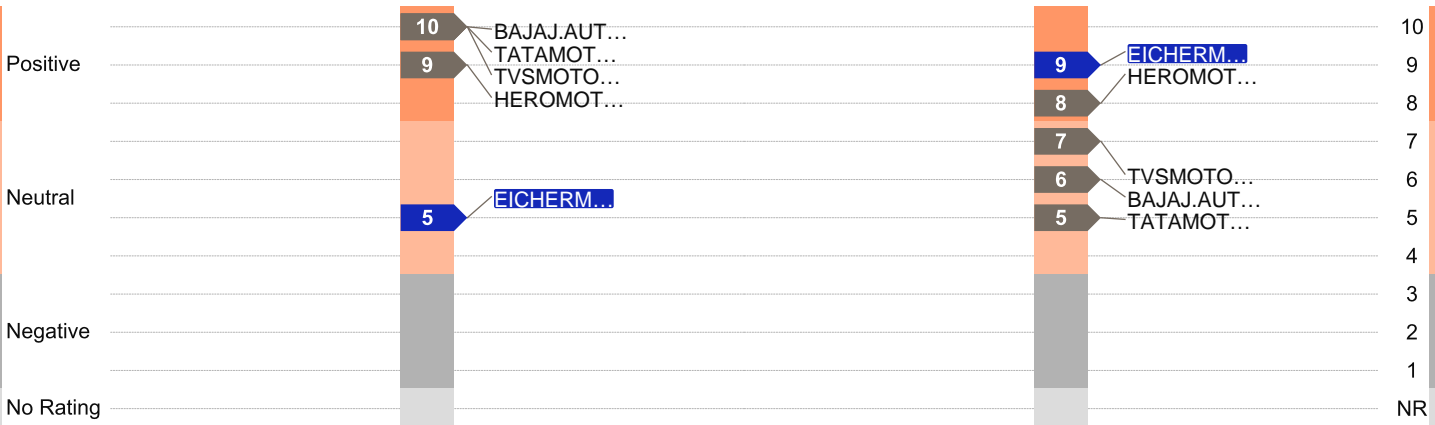 Positive
Neutral
Negative
No Rating
10
9
5
BAJAJ.AUT...
TATAMOT...
TVSMOTO...
HEROMOT...
EICHERM...
9
8
7
6
5
EICHERM...
HEROMOT...
TVSMOTO...
BAJAJ.AUT...
TATAMOT...
10
9
8
7
6
5
4
3
2
1
NR